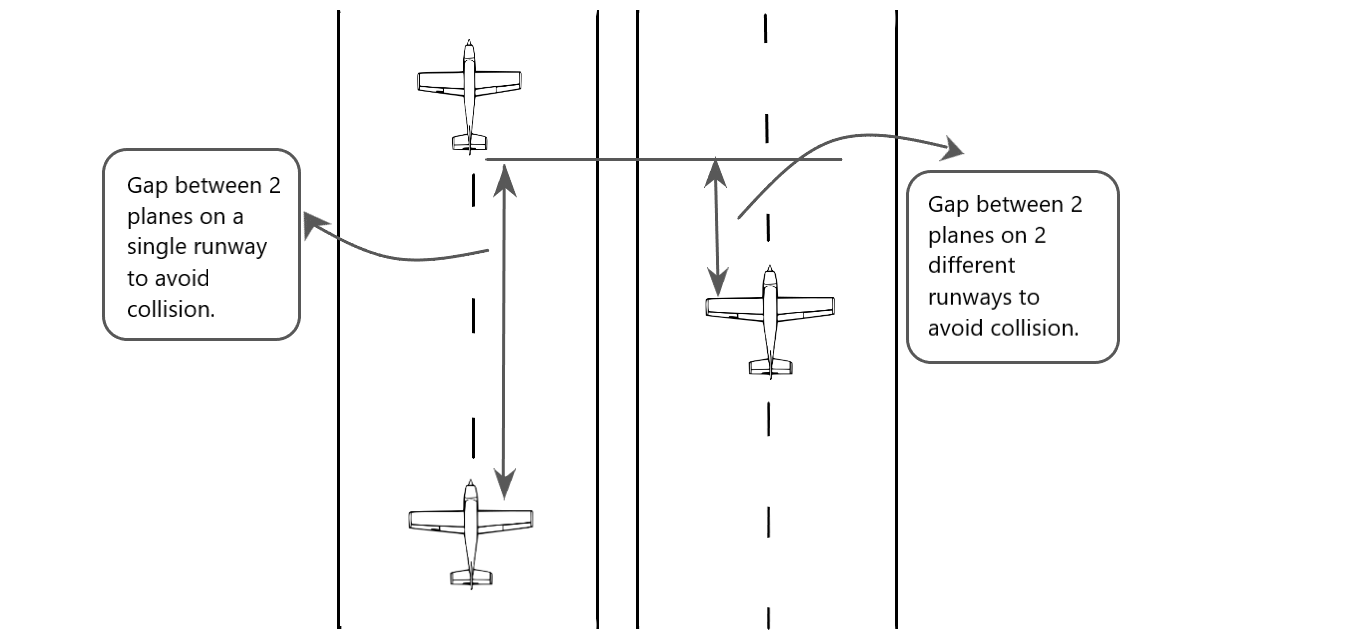 Gap between 2
planes on a
single runway
to avoid
collision.
Gap between 2
planes on 2
different
runways to
avoid collision.